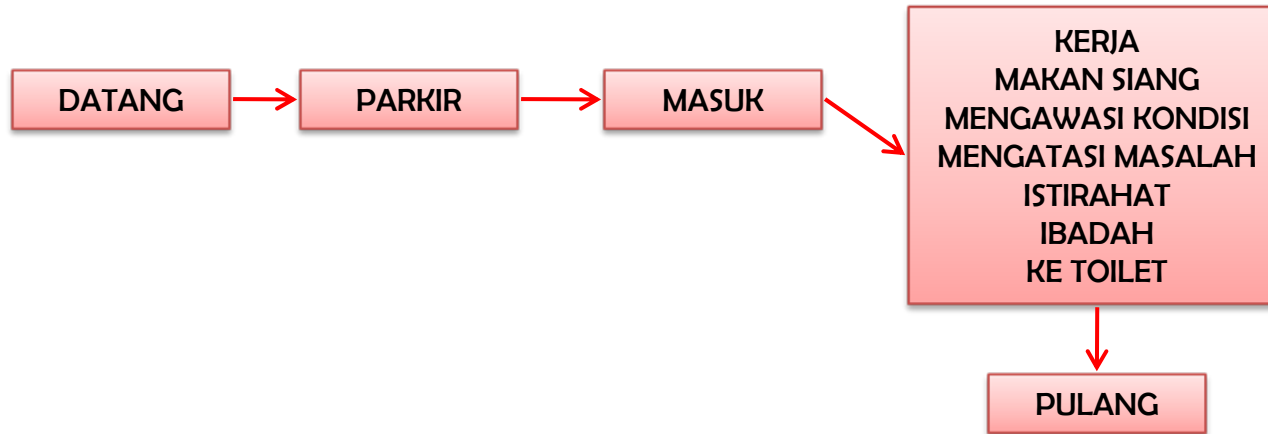 DATANG
PARKIR
MASUK
KERJA
MAKAN SIANG
MENGAWASI KONDISI
MENGATASI MASALAH
ISTIRAHAT
IBADAH
KE TOILET
PULANG